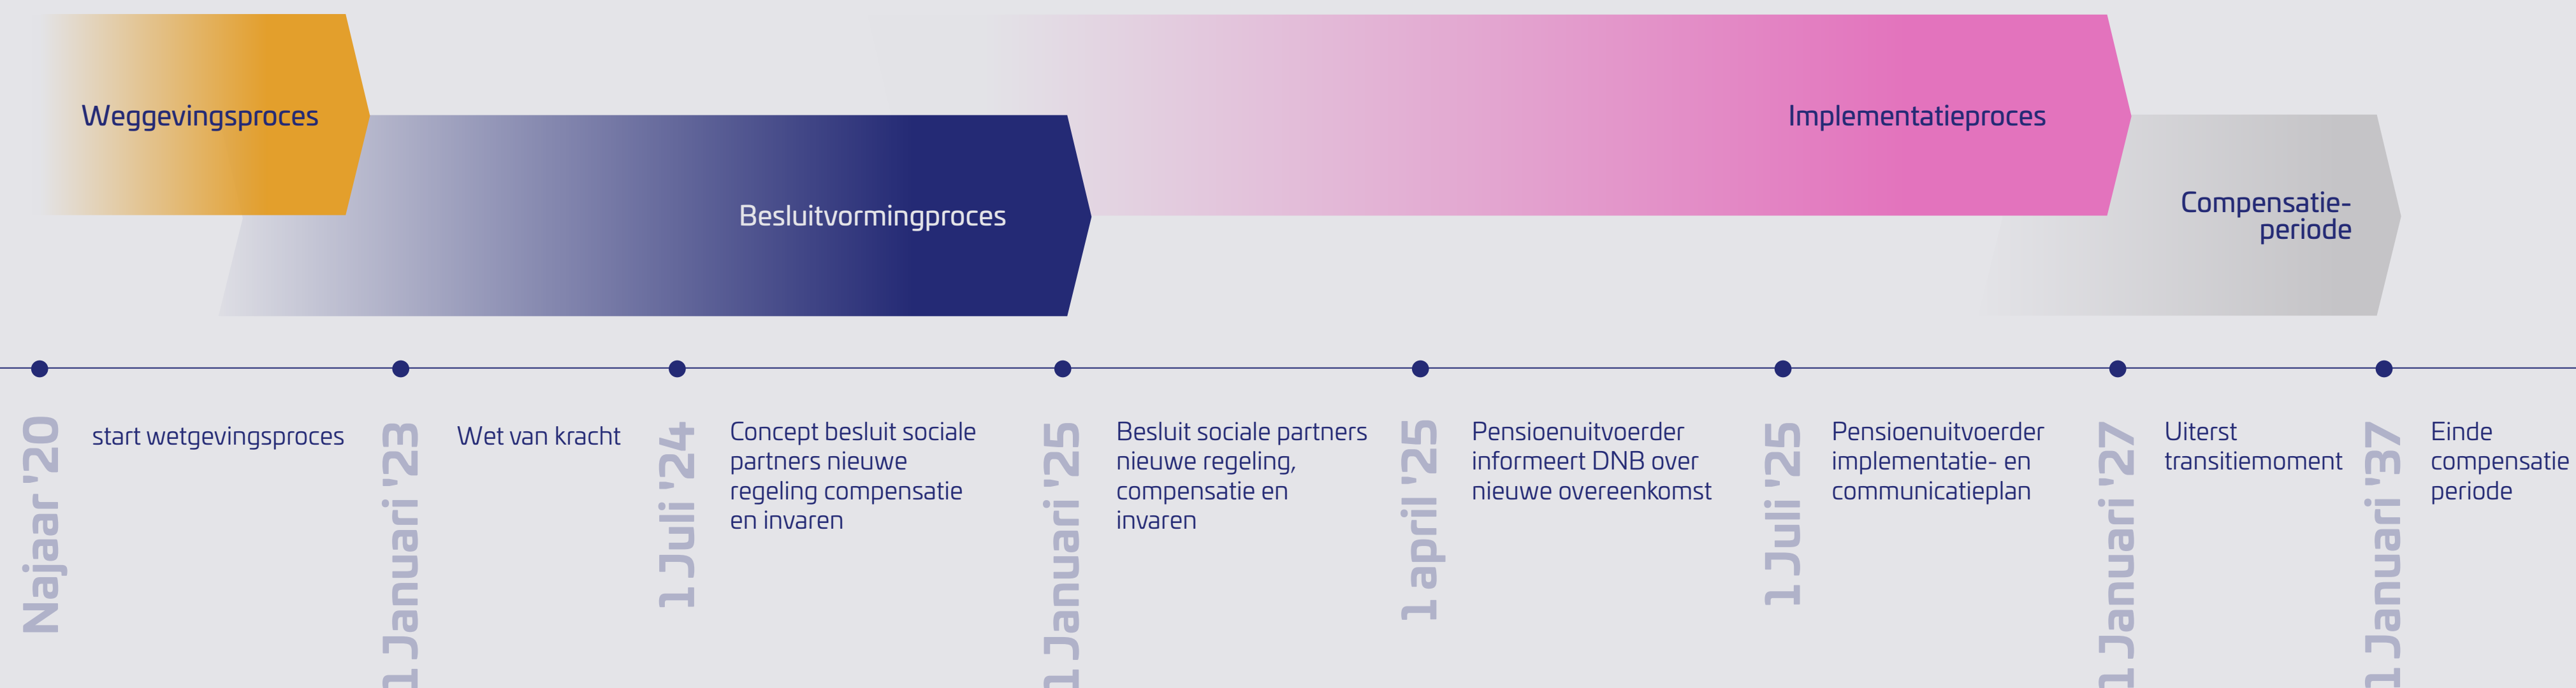 Weggevingsproces
Besluitvormingproces
Implementatieproces
Compensatie-
periode
Najaar '20
start wetgevingsproces
1 Januari '23
Wet van kracht
1 Juli '24
Concept besluit sociale
partners nieuwe
regeling compensatie
en invaren
1 Januari '25
Besluit sociale partners
nieuwe regeling,
compensatie en
invaren
1 april '25
Pensioenuitvoerder
informeert DNB over
nieuwe overeenkomst
1 Juli '25
Pensioenuitvoerder
implementatie- en
communicatieplan
1 Januari '27
Uiterst
transitiemoment
1 Januari '37
Einde
compensatie
periode